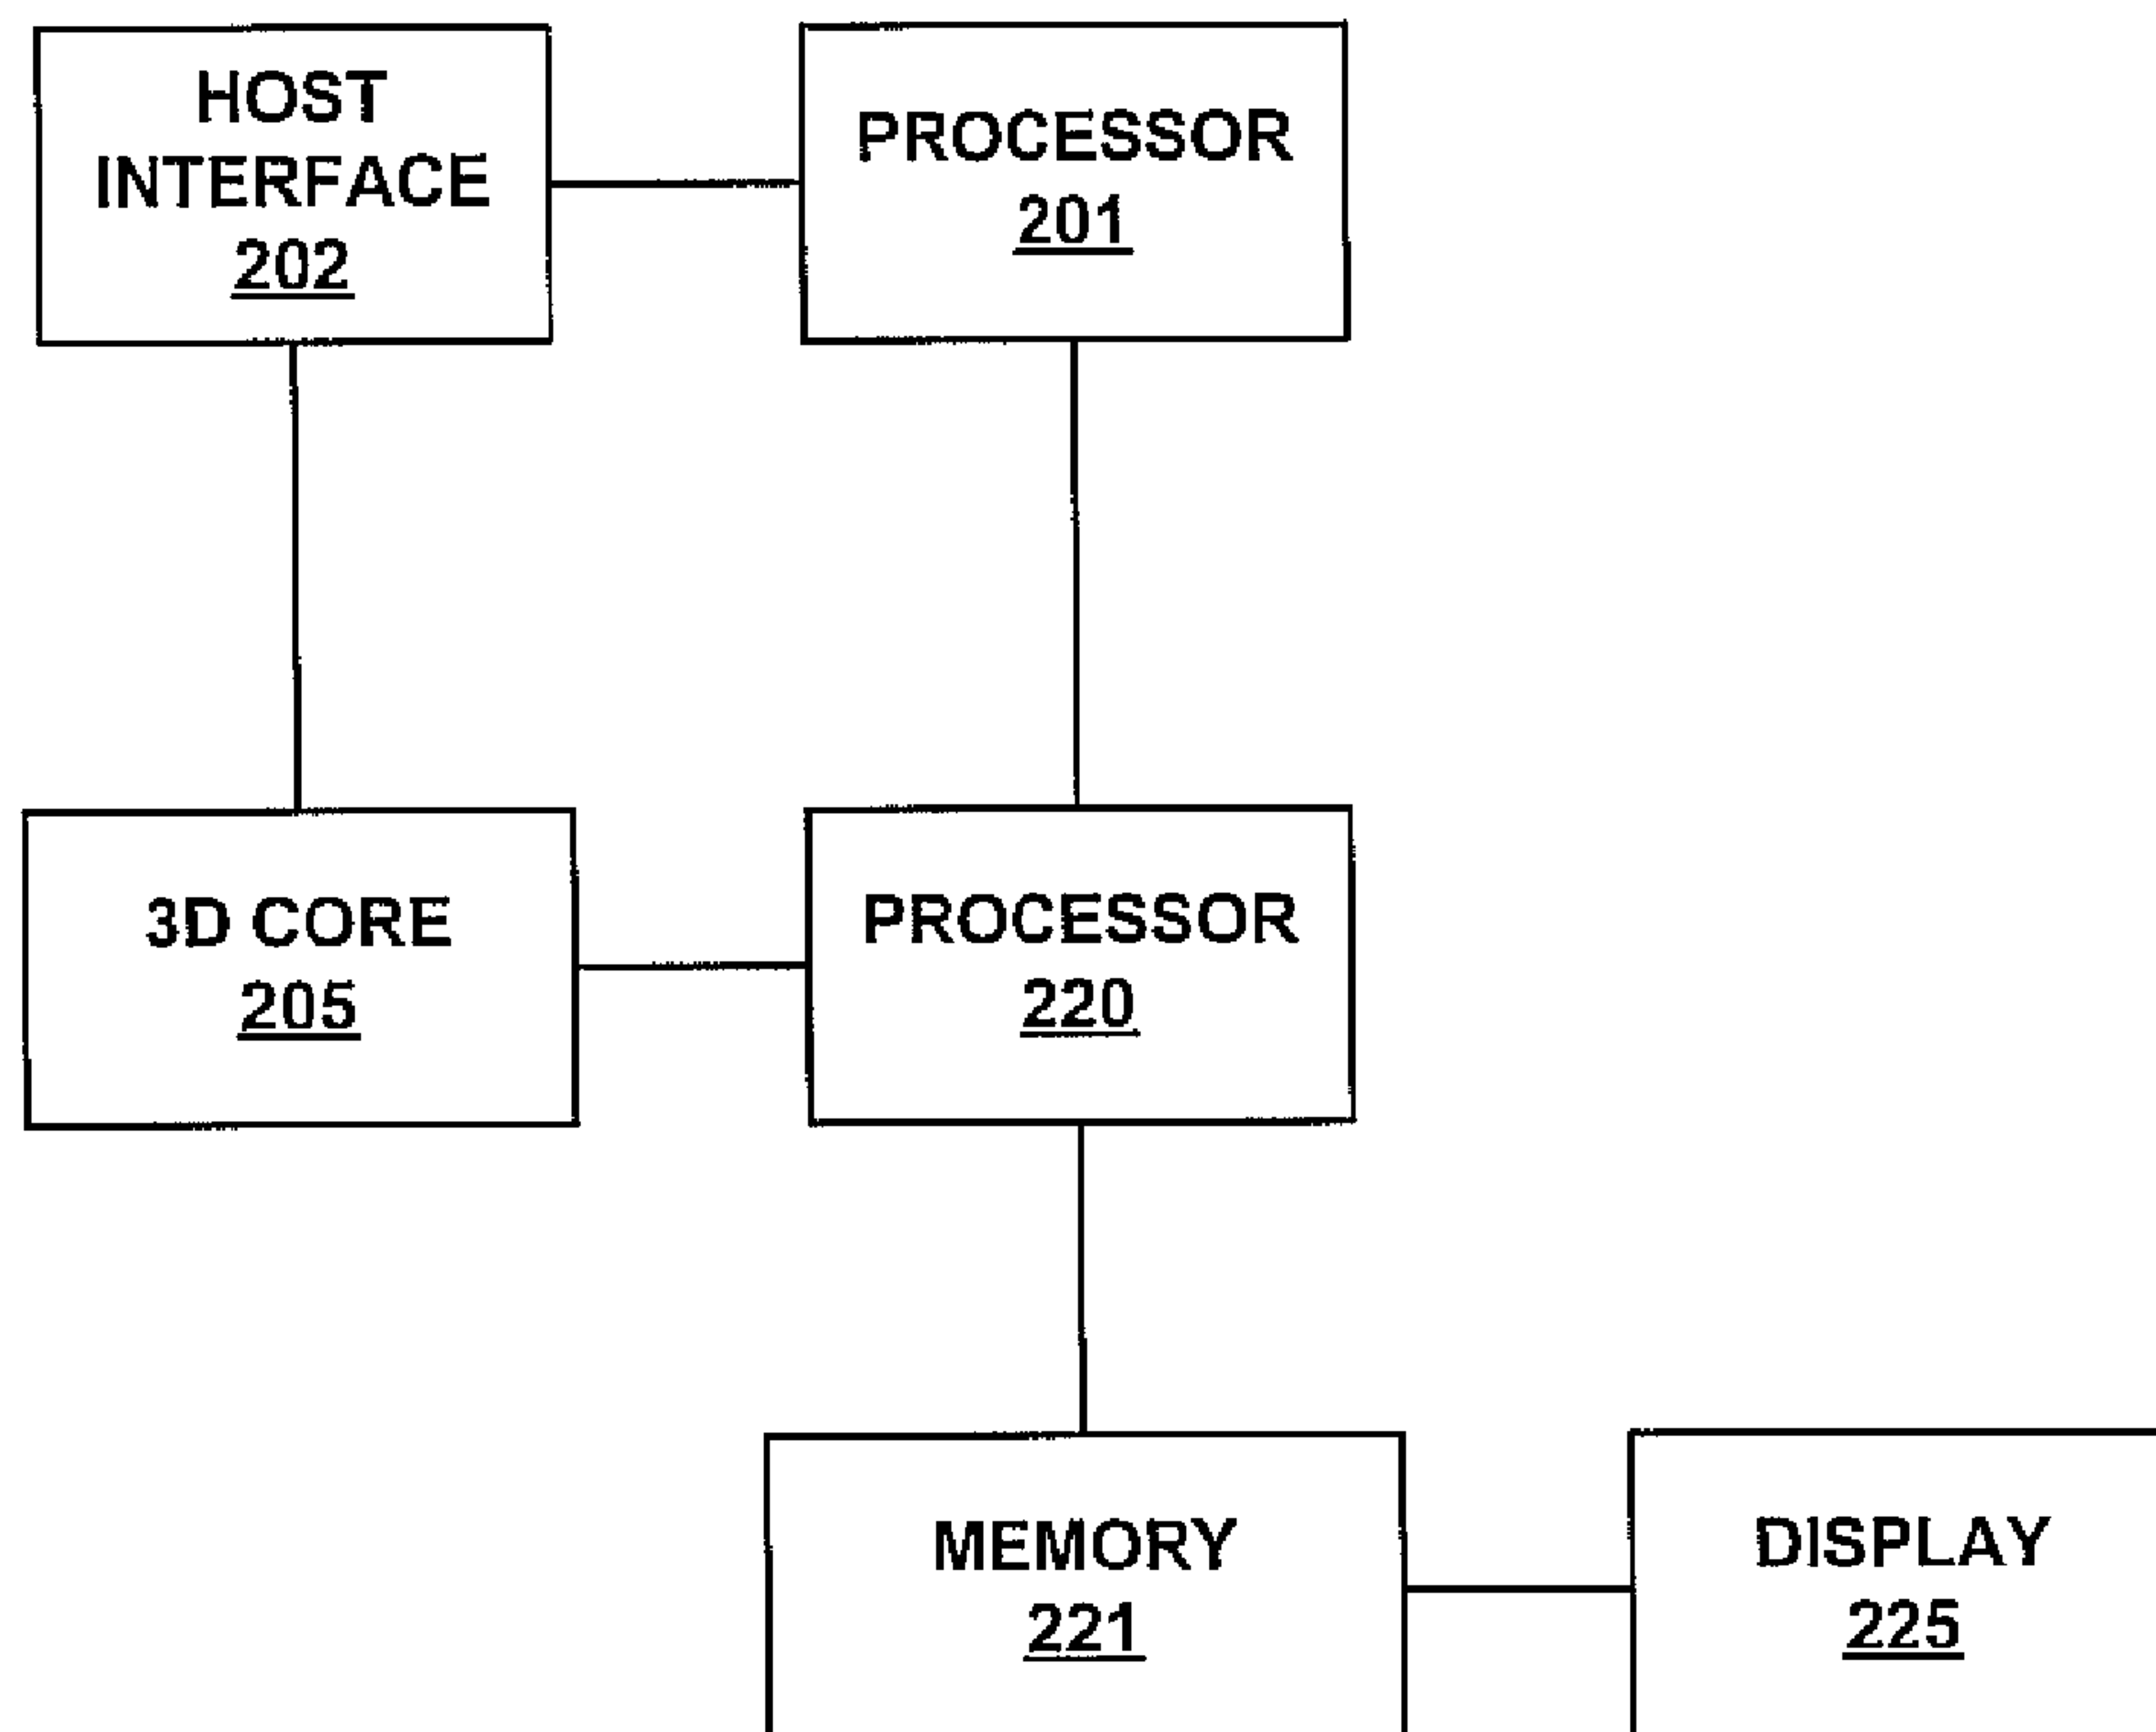 HOST
INTERFACE
202
PROCESSOR
201
3D CORE
205
PROCESSOR
220
MEMORY
221
DISPLAY
225